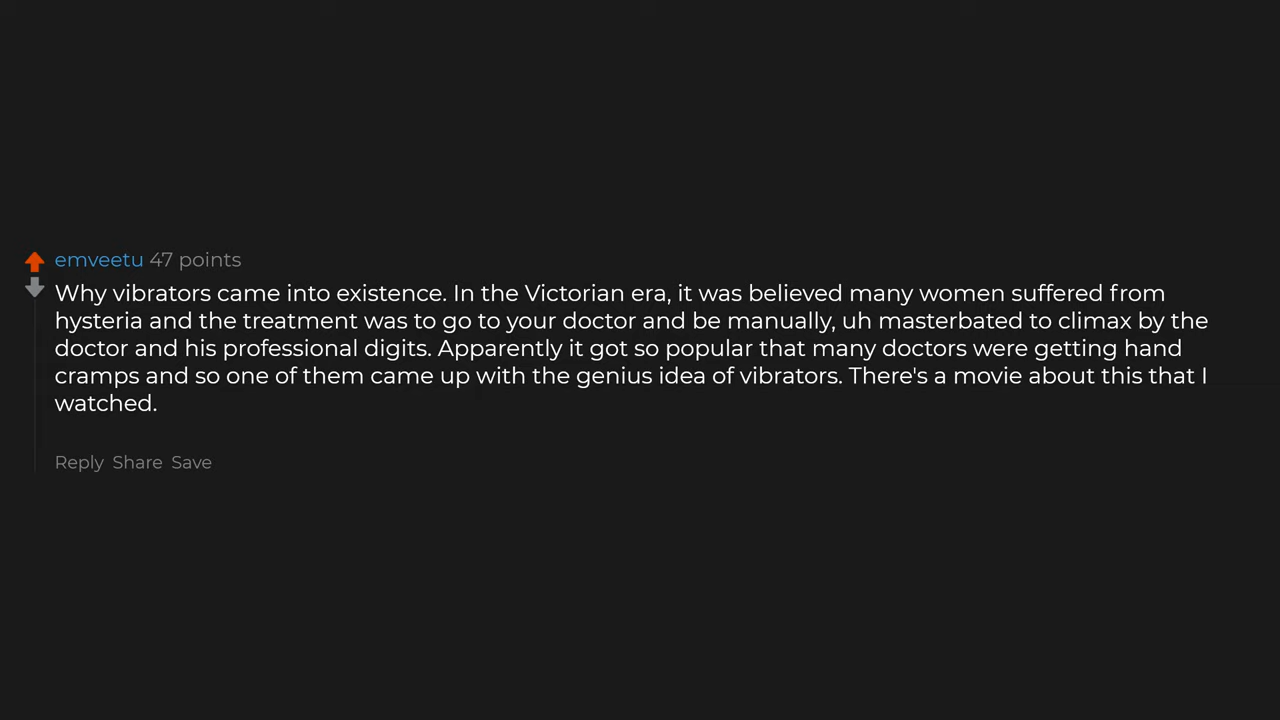 emveetu 47 points
Why vibrators came into existence. In the Victorian era, it was believed many women suffered from
hysteria and the treatment was to go to your doctor and be manually, uh masterbated to climax by the
doctor and his professional digits. Apparently it got so popular that many doctors were getting hand
cramps and so one of them came up with the genius idea of vibrators. There's a movie about this that I
watched.
Reply Share Save